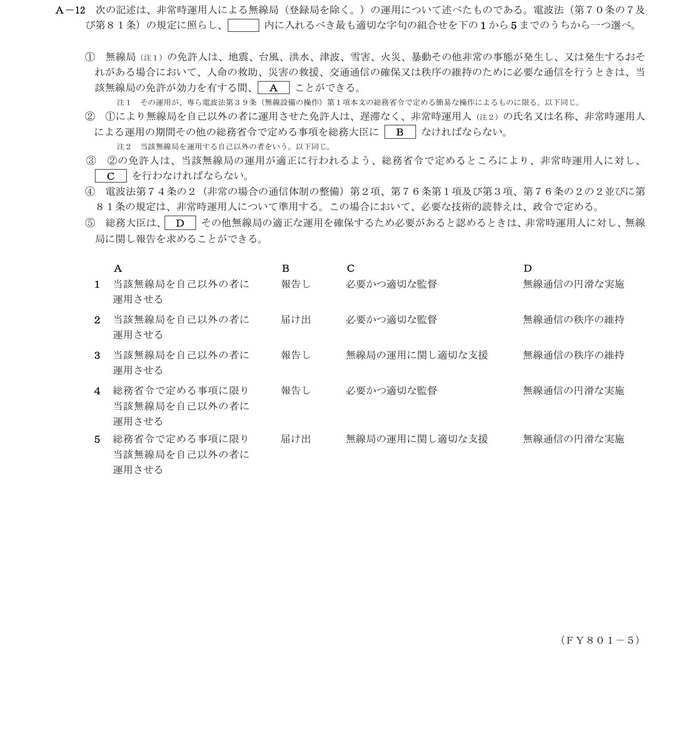 A－12 次の記述は、非常時運用人による無線局（登録局を除く。）の運用について述べたものである。電波法（第７０条の７及
び第８１条）の規定に照らし、 内に入れるべき最も適切な字句の組合せを下の１から５までのうちから一つ選べ。
① 無線局（注１）の免許人は、地震、台風、洪水、津波、雪害、火災、暴動その他非常の事態が発生し、又は発生するおそ
れがある場合において、人命の救助、災害の救援、交通通信の確保又は秩序の維持のために必要な通信を行うときは、当
該無線局の免許が効力を有する間、 A ことができる。
注１ その運用が、専ら電波法第３９条（無線設備の操作）第１項本文の総務省令で定める簡易な操作によるものに限る。以下同じ。
② ①により無線局を自己以外の者に運用させた免許人は、遅滞なく、非常時運用人（注２）の氏名又は名称、非常時運用人
による運用の期間その他の総務省令で定める事項を総務大臣に B なければならない。
注２ 当該無線局を運用する自己以外の者をいう。以下同じ。
③ ②の免許人は、当該無線局の運用が適正に行われるよう、総務省令で定めるところにより、非常時運用人に対し、
C を行わなければならない。
④ 電波法第７４条の２（非常の場合の通信体制の整備）第２項、第７６条第１項及び第３項、第７６条の２の２並びに第
８１条の規定は、非常時運用人について準用する。この場合において、必要な技術的読替えは、政令で定める。
⑤ 総務大臣は、 D その他無線局の適正な運用を確保するため必要があると認めるときは、非常時運用人に対し、無線
局に関し報告を求めることができる。
A B C D
1 当該無線局を自己以外の者に 報告し 必要かつ適切な監督 無線通信の円滑な実施
運用させる
2 当該無線局を自己以外の者に 届け出 必要かつ適切な監督 無線通信の秩序の維持
運用させる
3 当該無線局を自己以外の者に 報告し 無線局の運用に関し適切な支援 無線通信の秩序の維持
運用させる
4 総務省令で定める事項に限り 報告し 必要かつ適切な監督 無線通信の円滑な実施
当該無線局を自己以外の者に
運用させる
5 総務省令で定める事項に限り 届け出 無線局の運用に関し適切な支援 無線通信の円滑な実施
当該無線局を自己以外の者に
運用させる
（ＦＹ８０１－５）